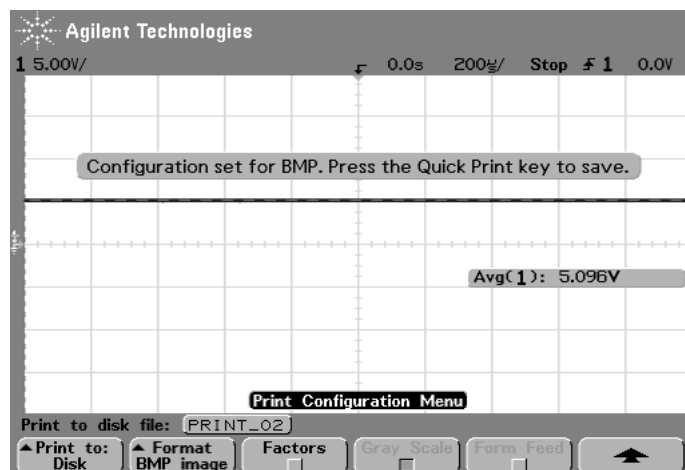 Agilent Technologies
1 5.00V/ 0.0s 200µ/ Stop 1 0.0V
Configuration set for BMP. Press the Quick Print key to save.
Avg(1): 5.096V
Print Configuration Menu
Print to disk file: PRINT_02
Print to: Disk
Format BMP image
Factors
Gray Scale
Form Feed